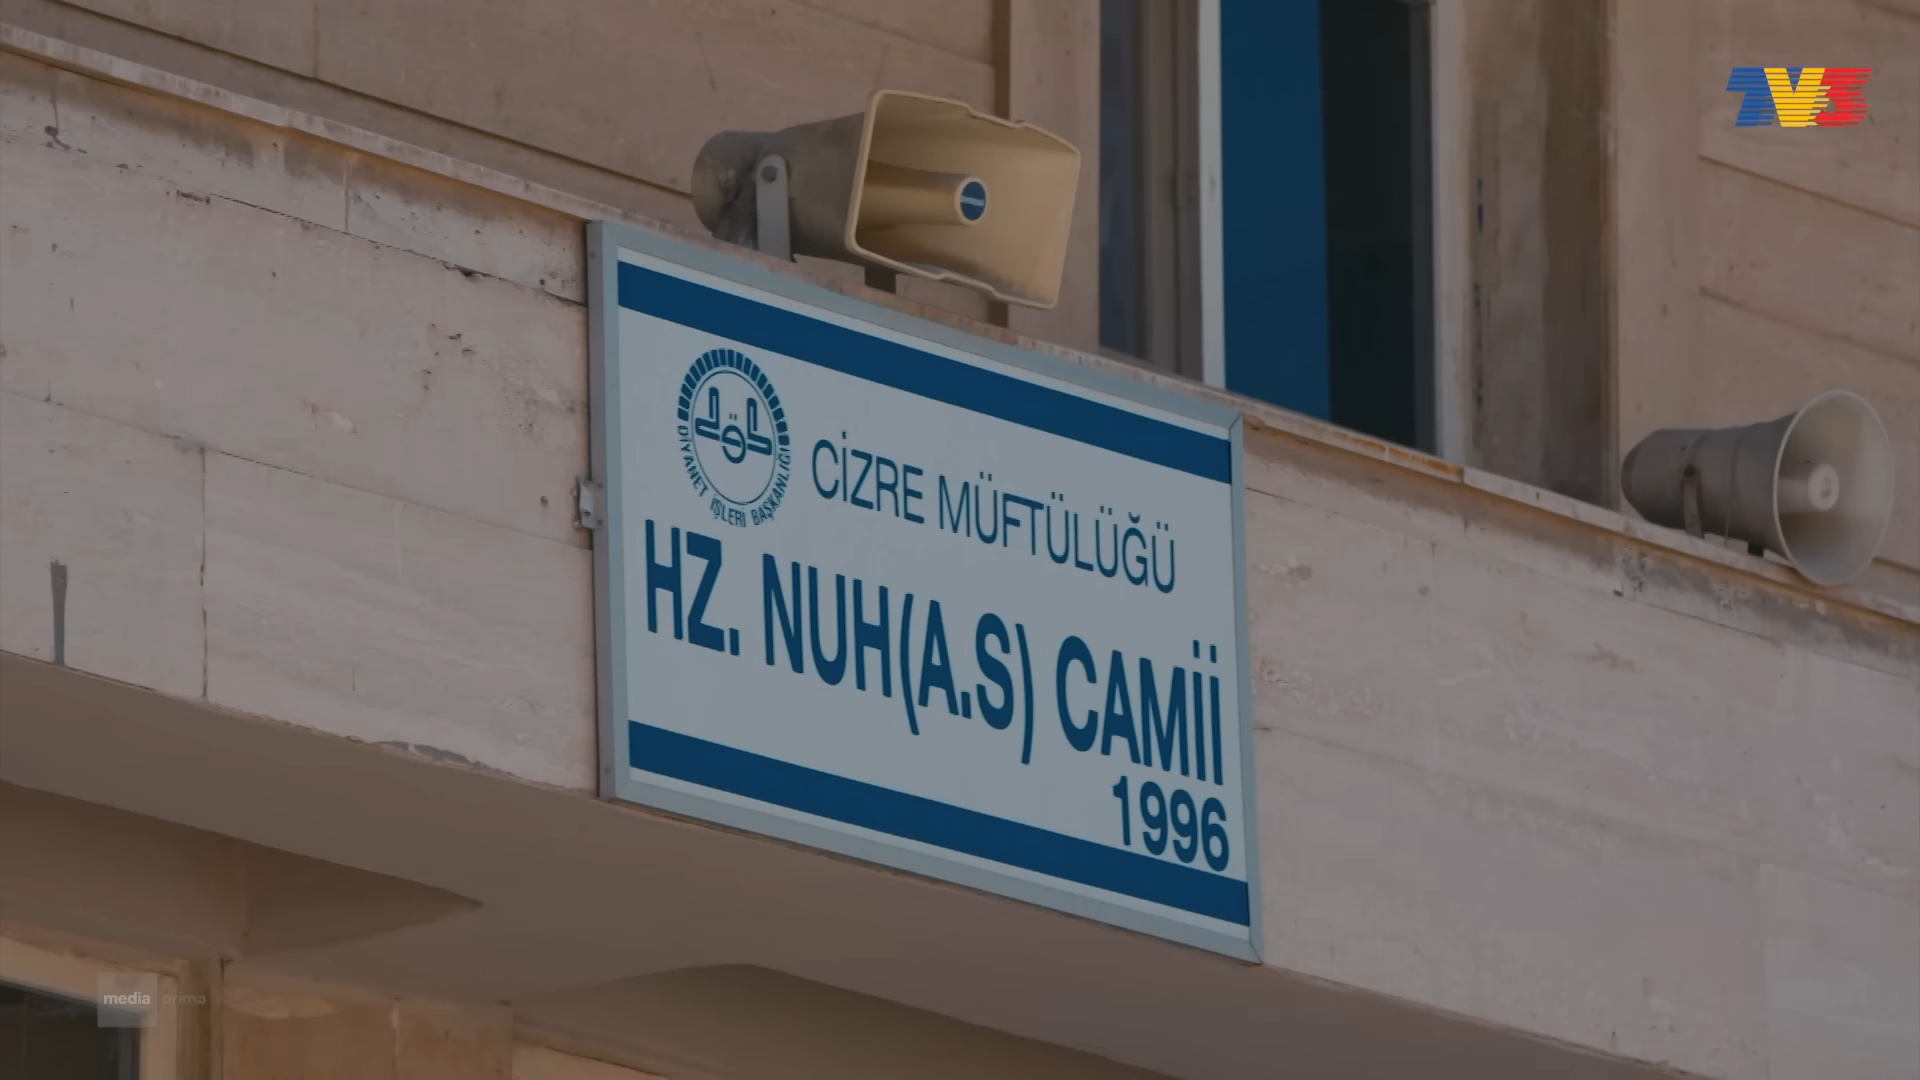 TV3
DİYANET İŞLERİ BAŞKANLIĞI
CİZRE MÜFTÜLÜĞÜ
HZ. NUH(A.S) CAMİİ
1996
media prima